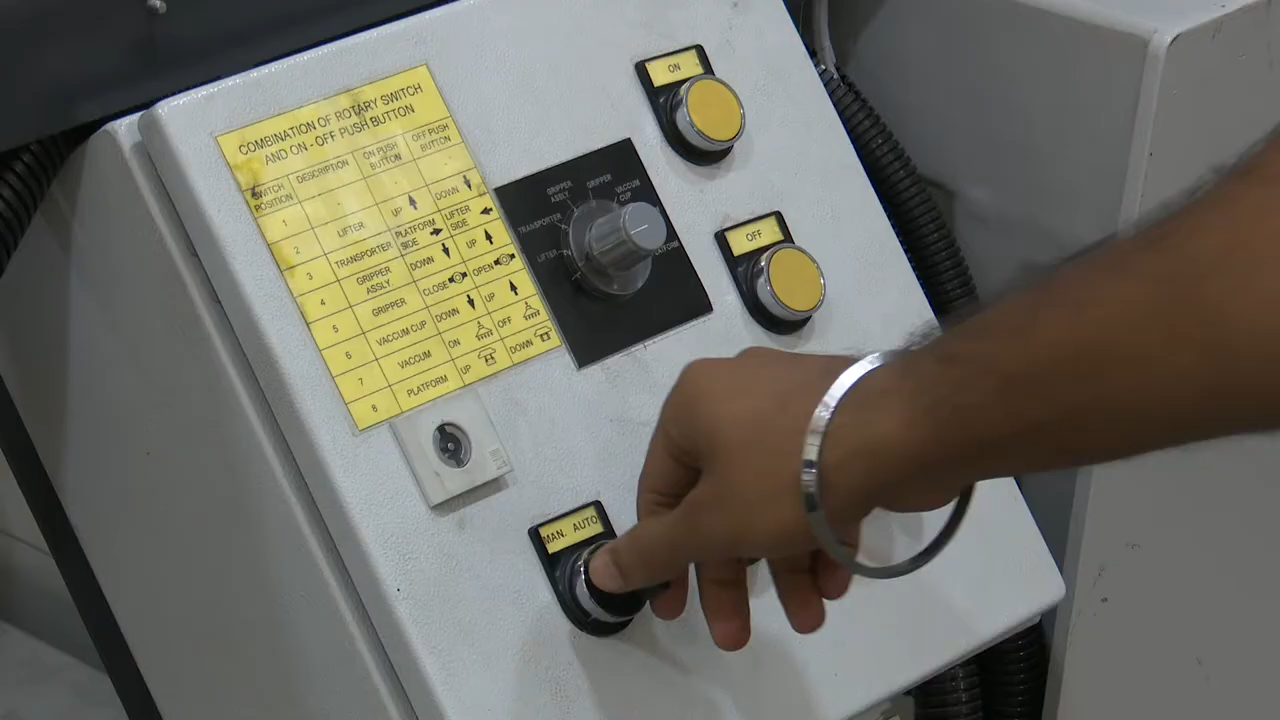 COMBINATION OF ROTARY SWITCH
AND ON - OFF PUSH BUTTON
SWITCH POSITION DESCRIPTION ON PUSH BUTTON OFF PUSH BUTTON
1
2 LIFTER UP DOWN
3 TRANSPORTER PLATFORM SIDE LIFTER SIDE
4 GRIPPER ASSLY DOWN UP
5 GRIPPER CLOSE OPEN
6 VACCUM CUP DOWN UP
7 VACCUM ON OFF
8 PLATFORM UP DOWN
ON
GRIPPER ASSLY
GRIPPER
VACCUM CUP
TRANSPORTER
LIFTER
OFF
MAN. AUTO